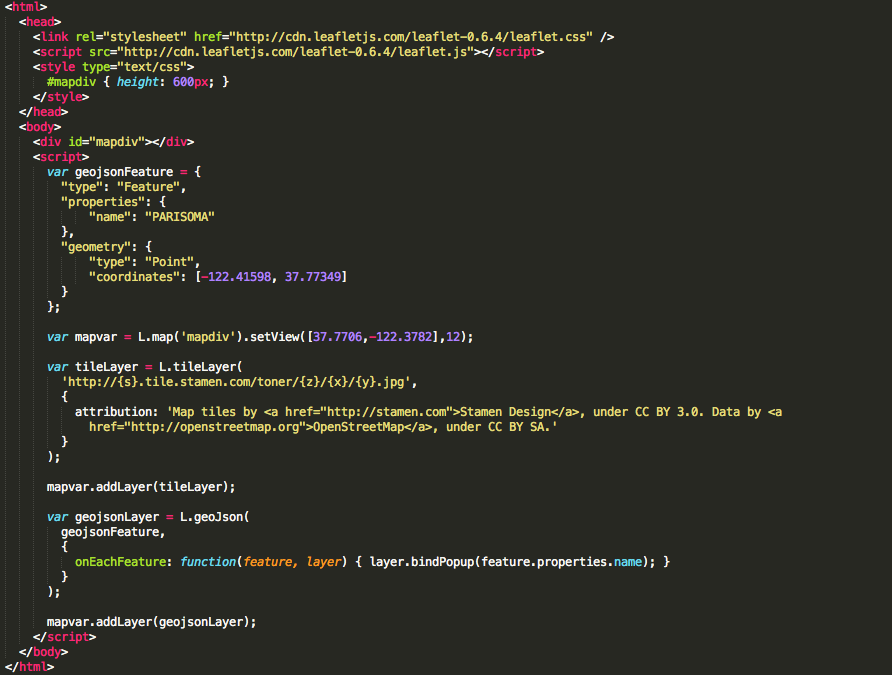 <html>
<head>
<link rel="stylesheet" href="http://cdn.leafletjs.com/leaflet-0.6.4/leaflet.css" />
<script src="http://cdn.leafletjs.com/leaflet-0.6.4/leaflet.js"></script>
<style type="text/css">
#mapdiv { height: 600px; }
</style>
</head>
<body>
<div id="mapdiv"></div>
<script>
var geojsonFeature = {
"type": "Feature",
"properties": {
"name": "PARISOMA"
},
"geometry": {
"type": "Point",
"coordinates": [-122.41598, 37.77349]
}
};
var mapvar = L.map('mapdiv').setView([37.7706,-122.3782],12);
var tileLayer = L.tileLayer(
'http://{s}.tile.stamen.com/toner/{z}/{x}/{y}.jpg',
{
attribution: 'Map tiles by <a href="http://stamen.com">Stamen Design</a>, under CC BY 3.0. Data by <a
href="http://openstreetmap.org">OpenStreetMap</a>, under CC BY SA.'
}
);
mapvar.addLayer(tileLayer);
var geojsonLayer = L.geoJson(
geojsonFeature,
{
onEachFeature: function(feature, layer) { layer.bindPopup(feature.properties.name); }
}
);
mapvar.addLayer(geojsonLayer);
</script>
</body>
</html>